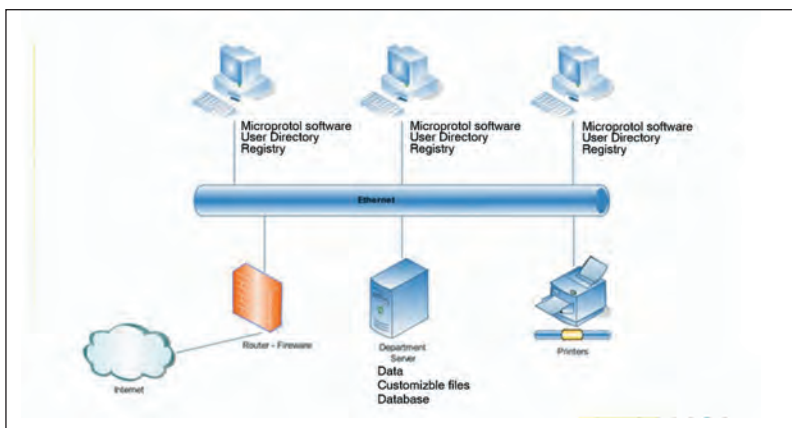 Microprotol software
User Directory
Registry
Microprotol software
User Directory
Registry
Microprotol software
User Directory
Registry
Ethernet
Router - Fireware
Internet
Department
Server
Data
Customizble files
Database
Printers